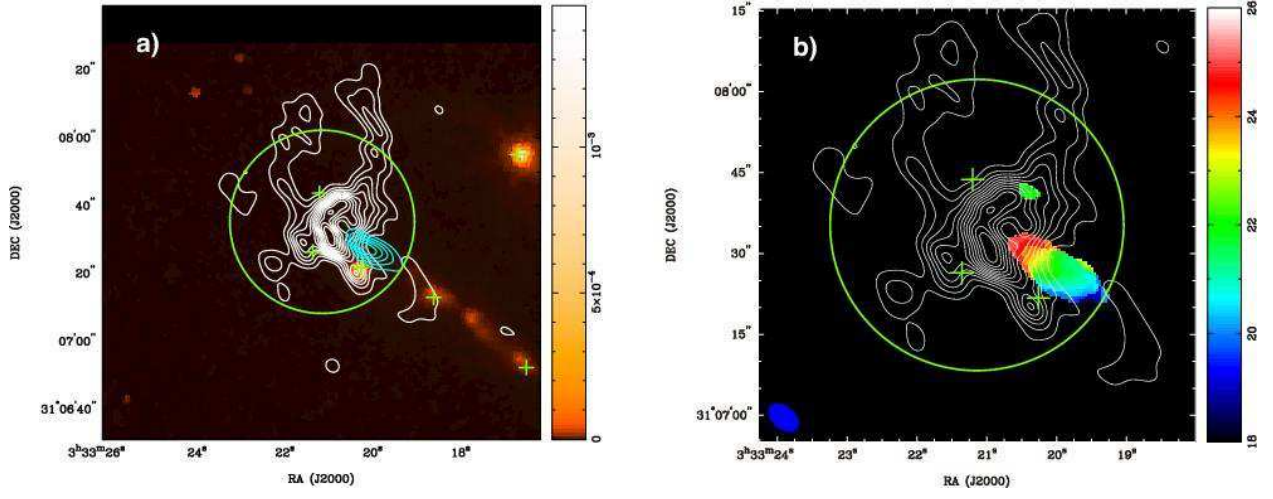 a)
DEC (J2000)
20"
08'00"
40"
20"
07'00"
31°06'40"
3ʰ33ᵐ26ˢ
24ˢ
22ˢ
20ˢ
18ˢ
RA (J2000)
10⁻³
5×10⁻⁴
0
b)
DEC (J2000)
15"
08'00"
45"
30"
15"
31°07'00"
3ʰ33ᵐ24ˢ
23ˢ
22ˢ
21ˢ
20ˢ
19ˢ
RA (J2000)
26
24
22
20
18